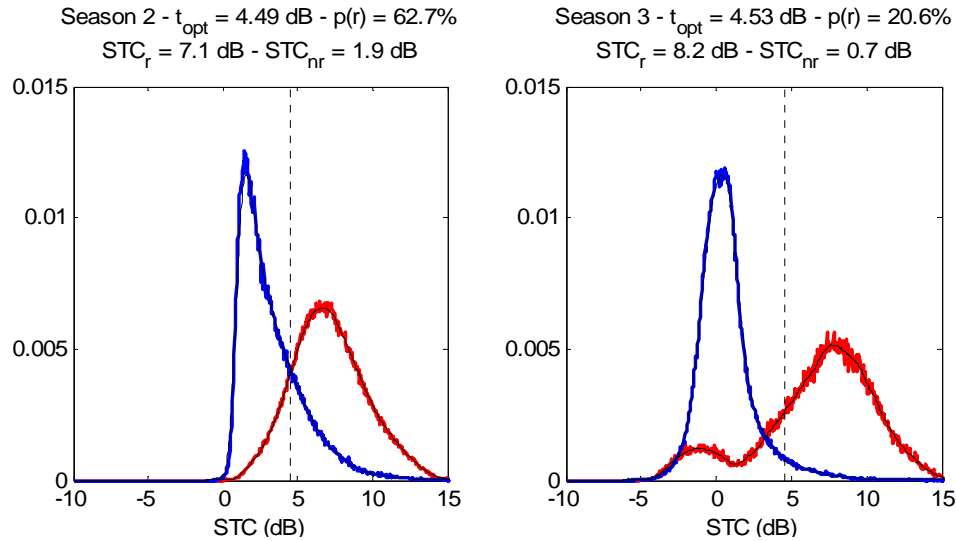 Season 2 - t_opt = 4.49 dB - p(r) = 62.7%
STC_r = 7.1 dB - STC_nr = 1.9 dB
0.015
0.01
0.005
0
-10 -5 0 5 10 15
STC (dB)
Season 3 - t_opt = 4.53 dB - p(r) = 20.6%
STC_r = 8.2 dB - STC_nr = 0.7 dB
0.015
0.01
0.005
0
-10 -5 0 5 10 15
STC (dB)